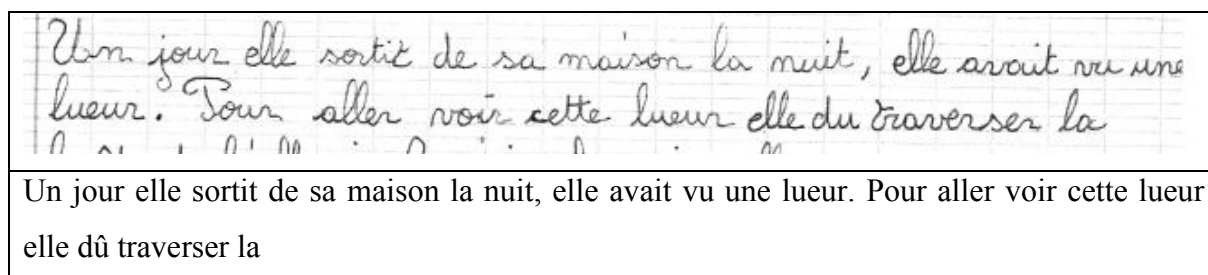 Un jour elle sortit de sa maison la nuit, elle avait vu une
lueur. Pour aller voir cette lueur elle du traverser la
Un jour elle sortit de sa maison la nuit, elle avait vu une lueur. Pour aller voir cette lueur
elle dû traverser la